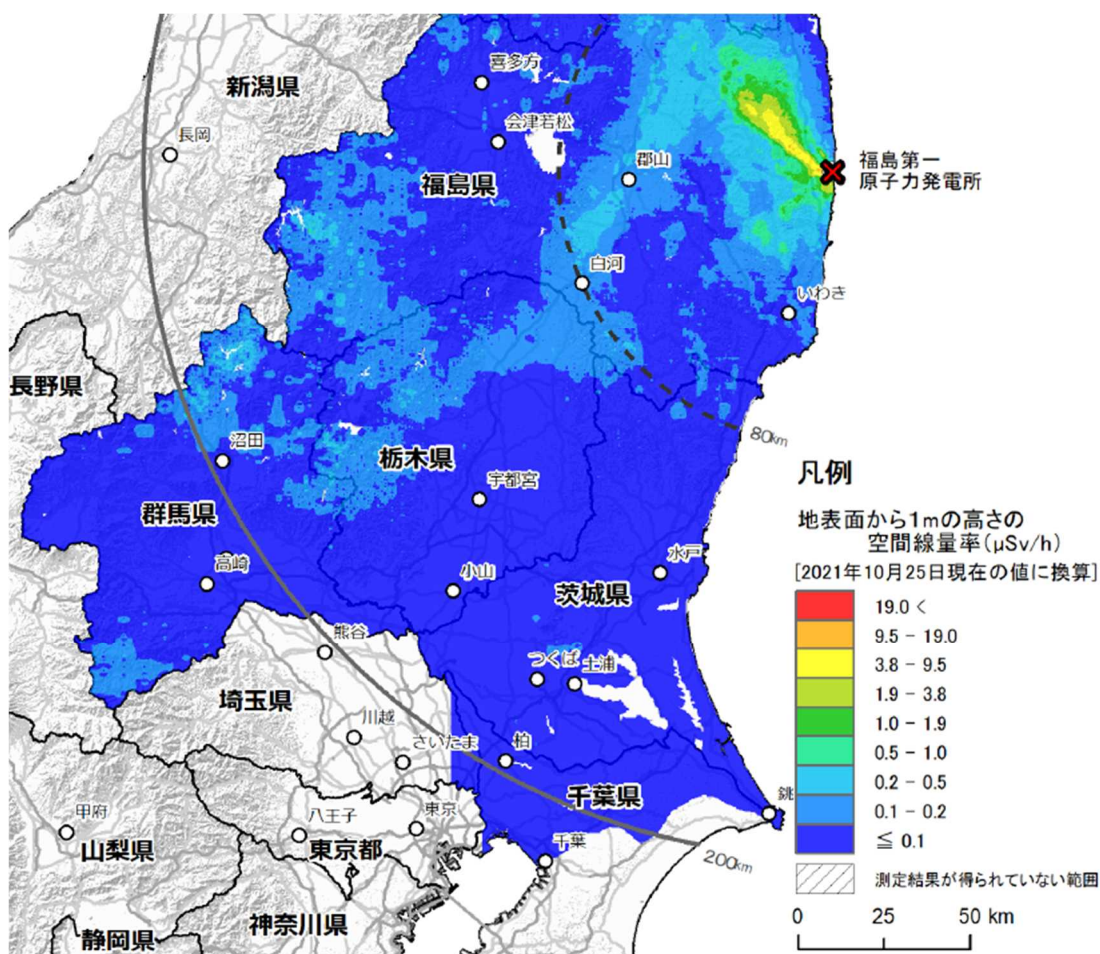 新潟県
喜多方
長岡
会津若松
郡山
福島県
福島第一
原子力発電所
白河
いわき
長野県
沼田
栃木県
80km
宇都宮
群馬県
高崎
小山
水戸
茨城県
熊谷
つくば
土浦
埼玉県
川越
さいたま
柏
千葉県
銚
甲府
八王子
東京
山梨県
東京都
千葉
200km
神奈川県
静岡県
凡例
地表面から1mの高さの
空間線量率(μSv/h)
[2021年10月25日現在の値に換算]
19.0 <
9.5 - 19.0
3.8 - 9.5
1.9 - 3.8
1.0 - 1.9
0.5 - 1.0
0.2 - 0.5
0.1 - 0.2
≦ 0.1
測定結果が得られていない範囲
0 25 50 km